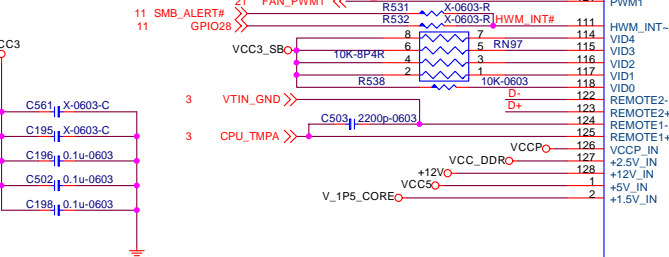 21 FAN_PWM1 PWM1
11 SMB_ALERT# R531 X-0603-R
11 GPIO28 R532 X-0603-R HWM_INT# 111 HWM_INT~
8 7 114 VID4
CC3 VCC3_SB 6 5 RN97 115 VID3
10K-8P4R 4 3 116 VID2
2 1 117 VID1
R538 10K-0603 118 VID0
3 VTIN_GND D- 122 REMOTE2-
C561 X-0603-C D+ 123 REMOTE2+
C503 2200p-0603 124 REMOTE1-
C195 X-0603-C 3 CPU_TMPA 125 REMOTE1+
VCCP 126 VCCP_IN
C196 0.1u-0603 VCC_DDR 127 +2.5V_IN
+12V 128 +12V_IN
C502 0.1u-0603 VCC5 1 +5V_IN
C198 0.1u-0603 V_1P5_CORE 2 +1.5V_IN